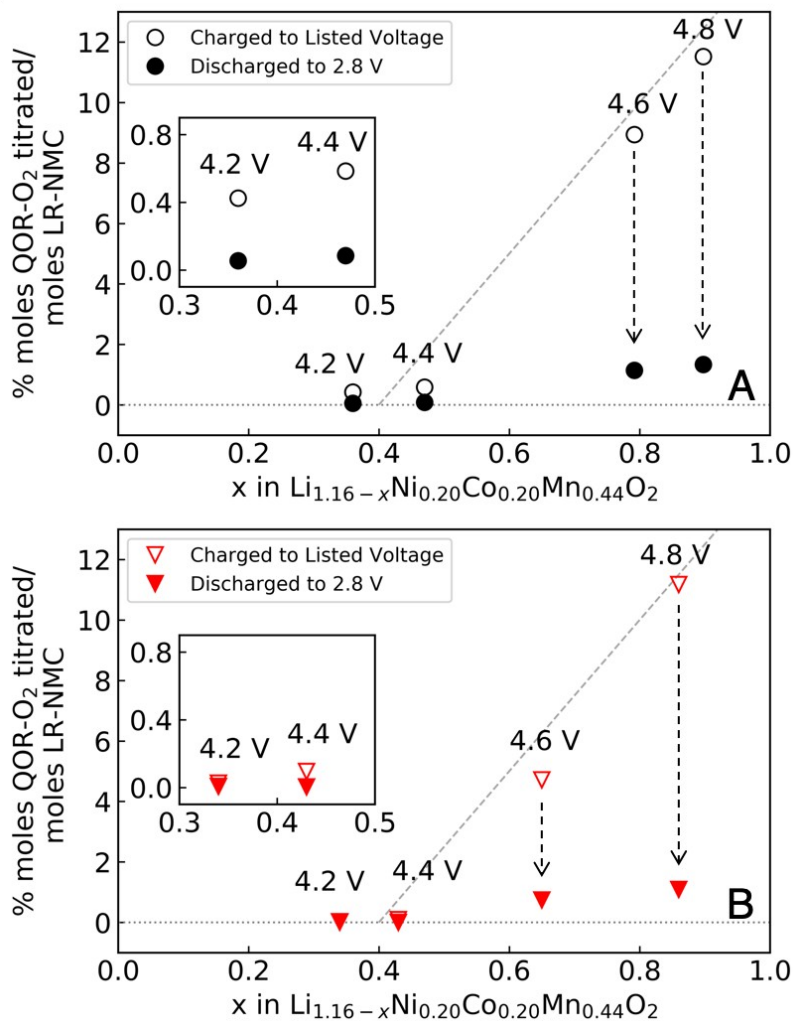 % moles QOR-O₂ titrated/
moles LR-NMC
12
10
8
6
4
2
0
Charged to Listed Voltage
Discharged to 2.8 V
0.8
0.4
0.0
4.2 V
4.4 V
0.3 0.4 0.5
4.2 V
4.4 V
4.6 V
4.8 V
A
0.0 0.2 0.4 0.6 0.8 1.0
x in Li₁.₁₆₋ₓNi₀.₂₀Co₀.₂₀Mn₀.₄₄O₂
% moles QOR-O₂ titrated/
moles LR-NMC
12
10
8
6
4
2
0
Charged to Listed Voltage
Discharged to 2.8 V
0.8
0.4
0.0
4.2 V
4.4 V
0.3 0.4 0.5
4.2 V
4.4 V
4.6 V
4.8 V
B
0.0 0.2 0.4 0.6 0.8 1.0
x in Li₁.₁₆₋ₓNi₀.₂₀Co₀.₂₀Mn₀.₄₄O₂